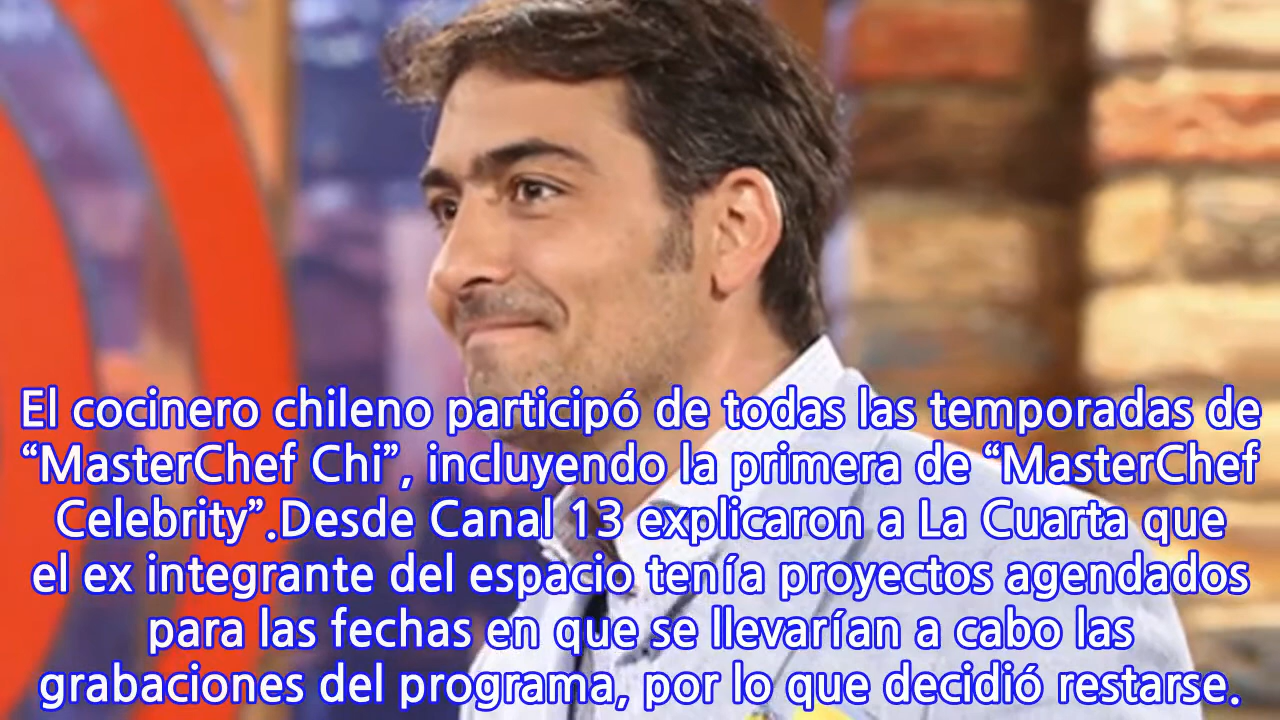 El cocinero chileno participó de todas las temporadas de
“MasterChef Chi”, incluyendo la primera de “MasterChef
Celebrity”.Desde Canal 13 explicaron a La Cuarta que
el ex integrante del espacio tenía proyectos agendados
para las fechas en que se llevarían a cabo las
grabaciones del programa, por lo que decidió restarse.